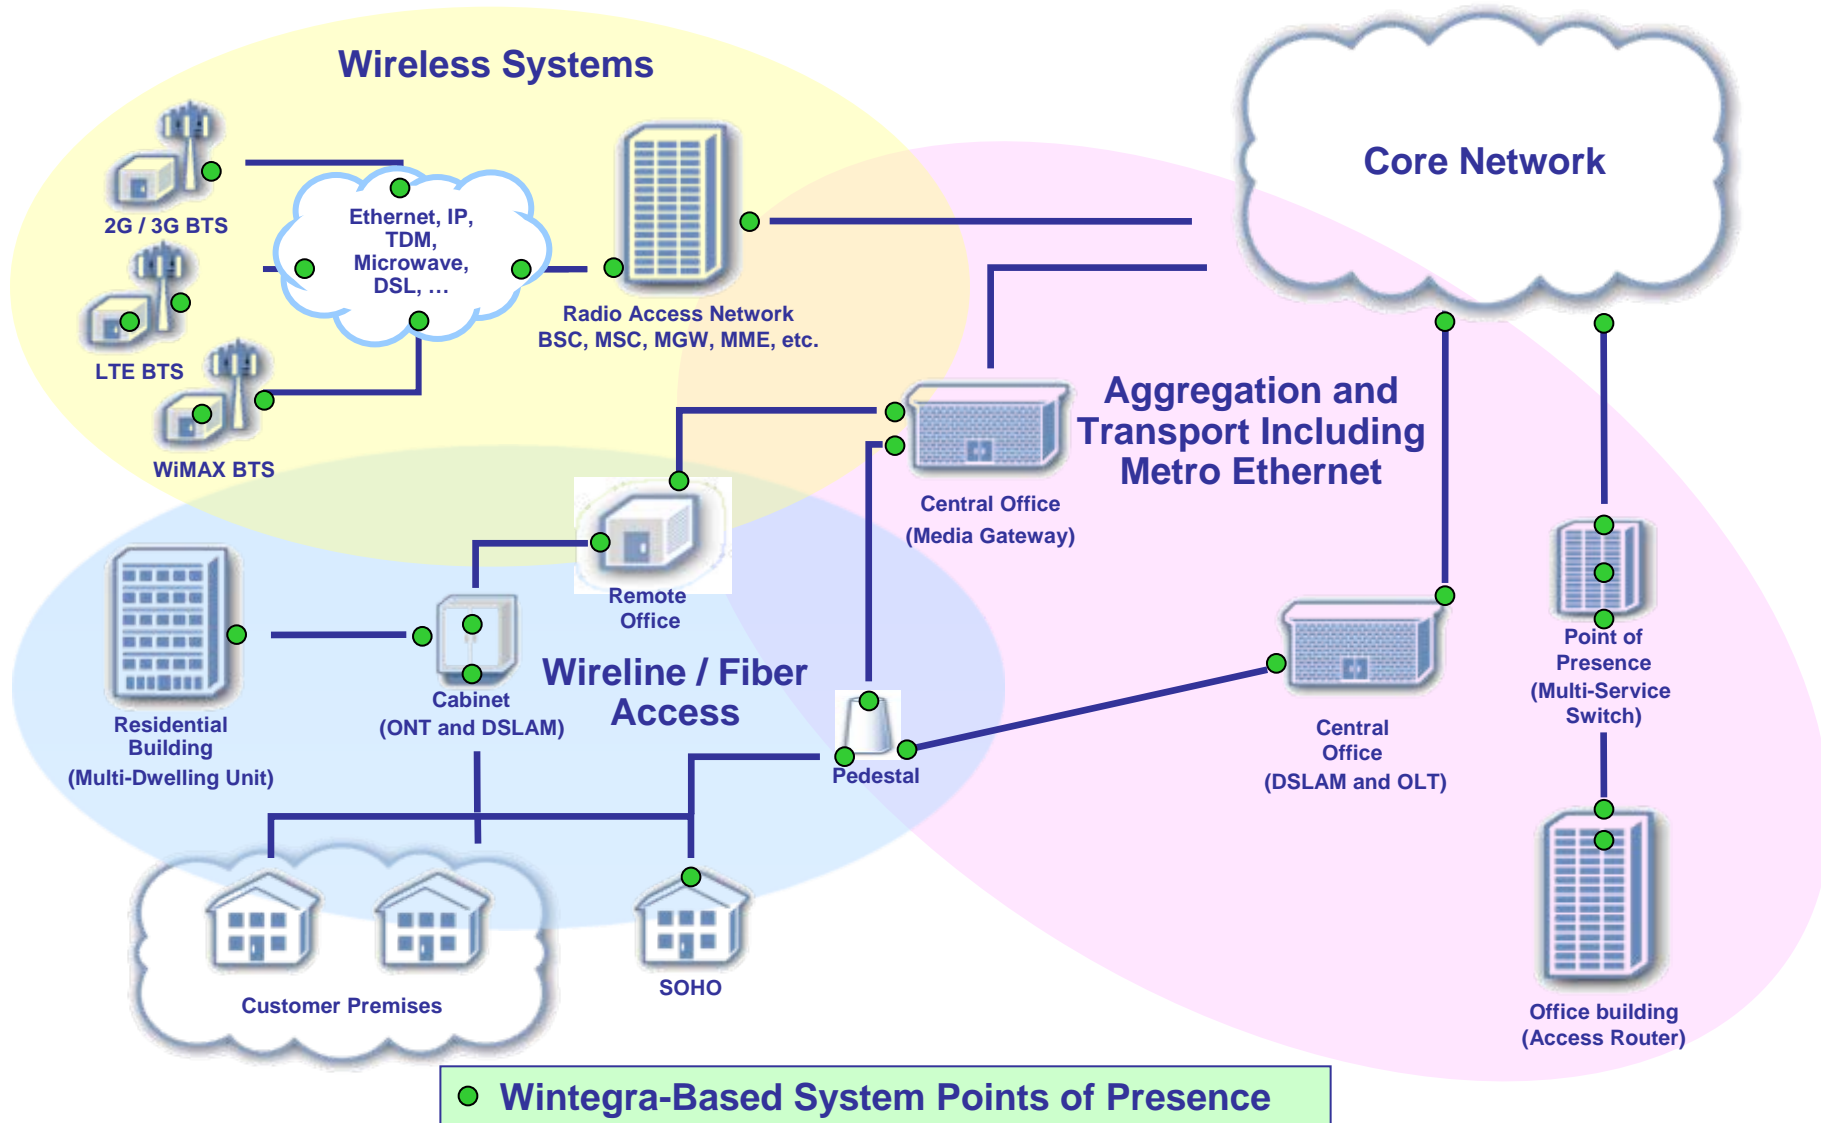 Wireless Systems
Core Network
2G / 3G BTS
Ethernet, IP,
TDM,
Microwave,
DSL, …
LTE BTS
Radio Access Network
BSC, MSC, MGW, MME, etc.
WiMAX BTS
Aggregation and
Transport Including
Metro Ethernet
Central Office
(Media Gateway)
Remote
Office
Wireline / Fiber
Access
Residential
Building
(Multi-Dwelling Unit)
Cabinet
(ONT and DSLAM)
Pedestal
Central
Office
(DSLAM and OLT)
Point of
Presence
(Multi-Service
Switch)
Customer Premises
SOHO
Office building
(Access Router)
Wintegra-Based System Points of Presence